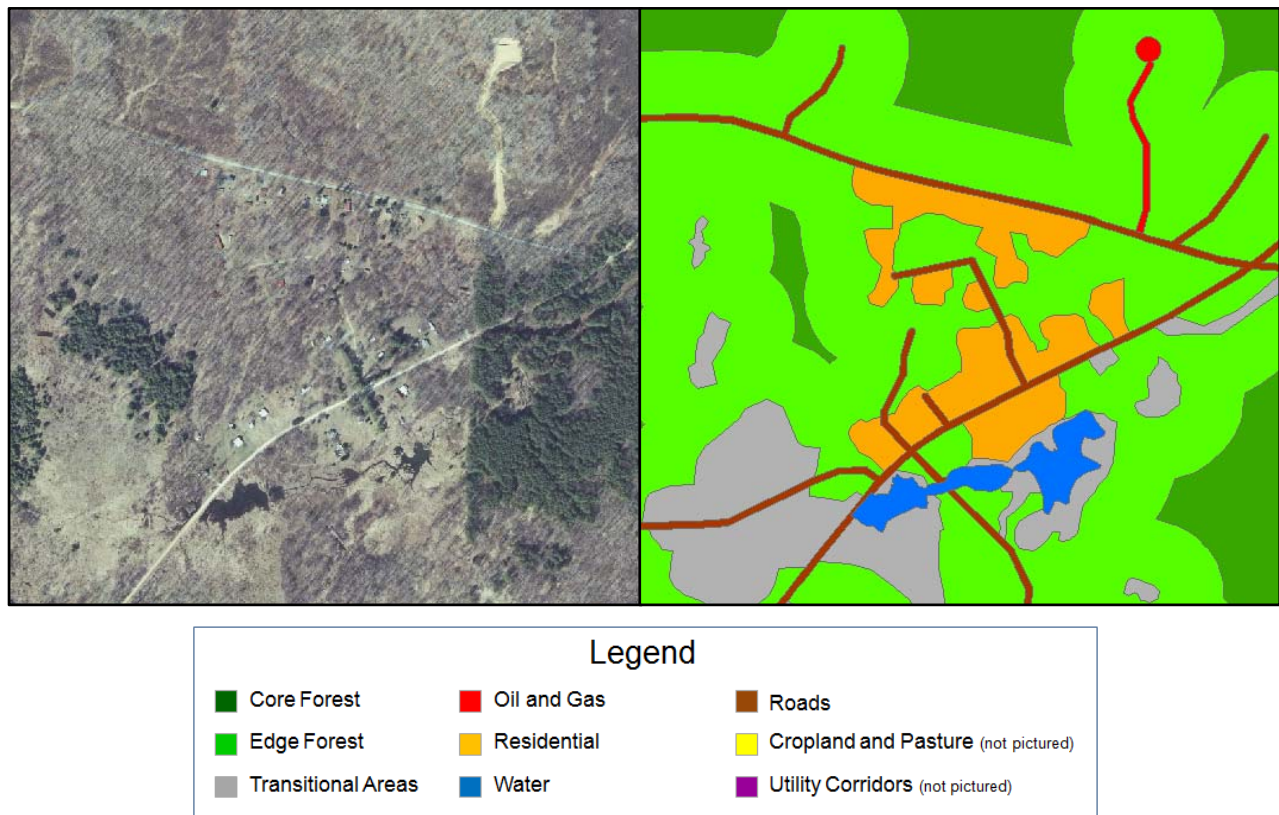 Legend
Core Forest
Oil and Gas
Roads
Edge Forest
Residential
Cropland and Pasture (not pictured)
Transitional Areas
Water
Utility Corridors (not pictured)